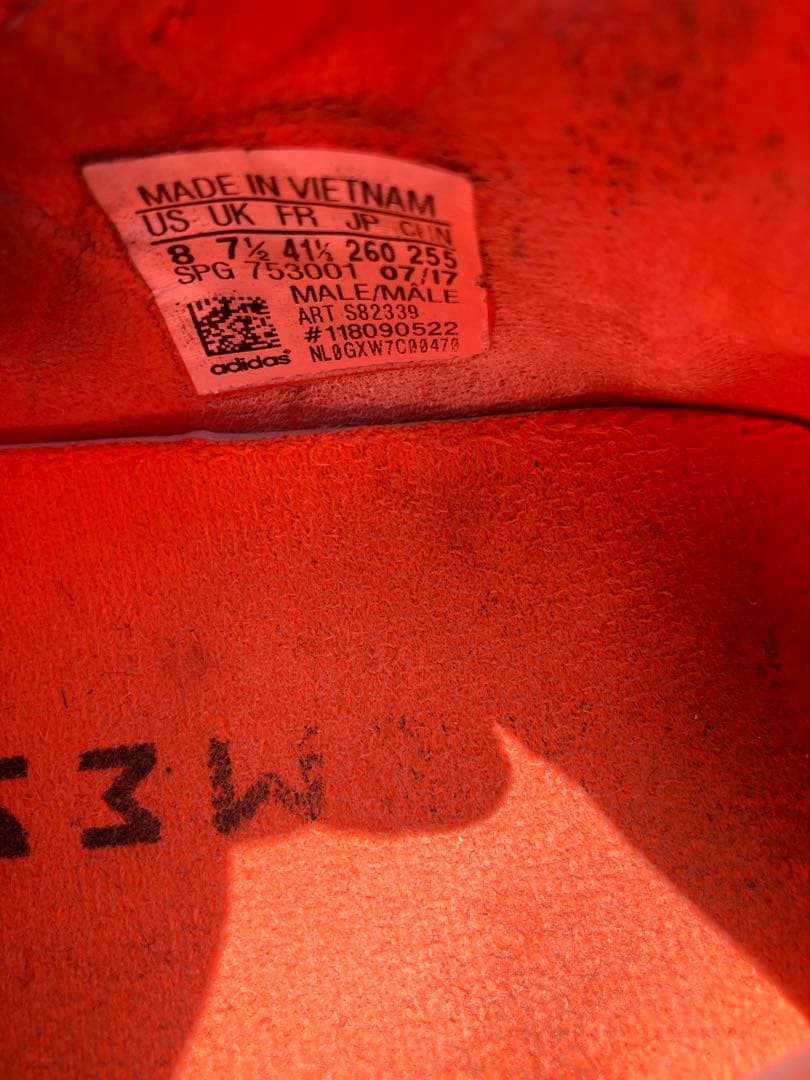 MADE IN VIETNAM
US UK FR JP CHN
8 7½ 41⅓ 260 255
SPG 753001 07/17
MALE/MÂLE
ART S82339
#118090522
NL0GXW7C00470
adidas